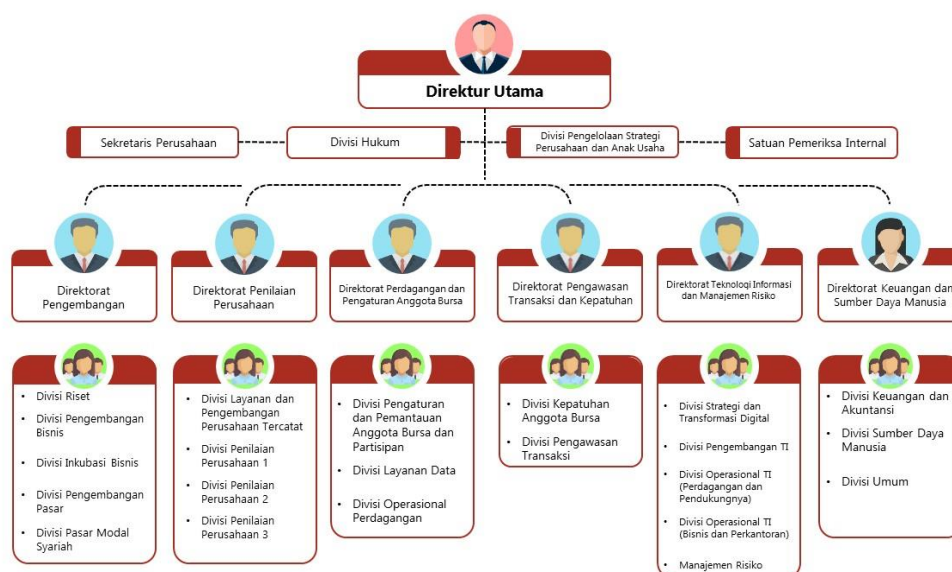 Direktur Utama
Sekretaris Perusahaan
Divisi Hukum
Divisi Pengelolaan Strategi
Perusahaan dan Anak Usaha
Satuan Pemeriksa Internal
Direktorat
Pengembangan
Direktorat Penilaian
Perusahaan
Direktorat Perdagangan dan
Pengaturan Anggota Bursa
Direktorat Pengawasan
Transaksi dan Kepatuhan
Direktorat Teknologi Informasi
dan Manajemen Risiko
Direktorat Keuangan dan
Sumber Daya Manusia
• Divisi Riset
• Divisi Pengembangan
Bisnis
• Divisi Inkubasi Bisnis
• Divisi Pengembangan
Pasar
• Divisi Pasar Modal
Syariah
• Divisi Layanan dan
Pengembangan
Perusahaan Tercatat
• Divisi Penilaian
Perusahaan 1
• Divisi Penilaian
Perusahaan 2
• Divisi Penilaian
Perusahaan 3
• Divisi Pengaturan
dan Pemantauan
Anggota Bursa dan
Partisipan
• Divisi Layanan Data
• Divisi Operasional
Perdagangan
• Divisi Kepatuhan
Anggota Bursa
• Divisi Pengawasan
Transaksi
• Divisi Strategi dan
Transformasi Digital
• Divisi Pengembangan TI
• Divisi Operasional TI
(Perdagangan dan
Pendukungnya)
• Divisi Operasional TI
(Bisnis dan Perkantoran)
• Manajemen Risiko
• Divisi Keuangan dan
Akuntansi
• Divisi Sumber Daya
Manusia
• Divisi Umum